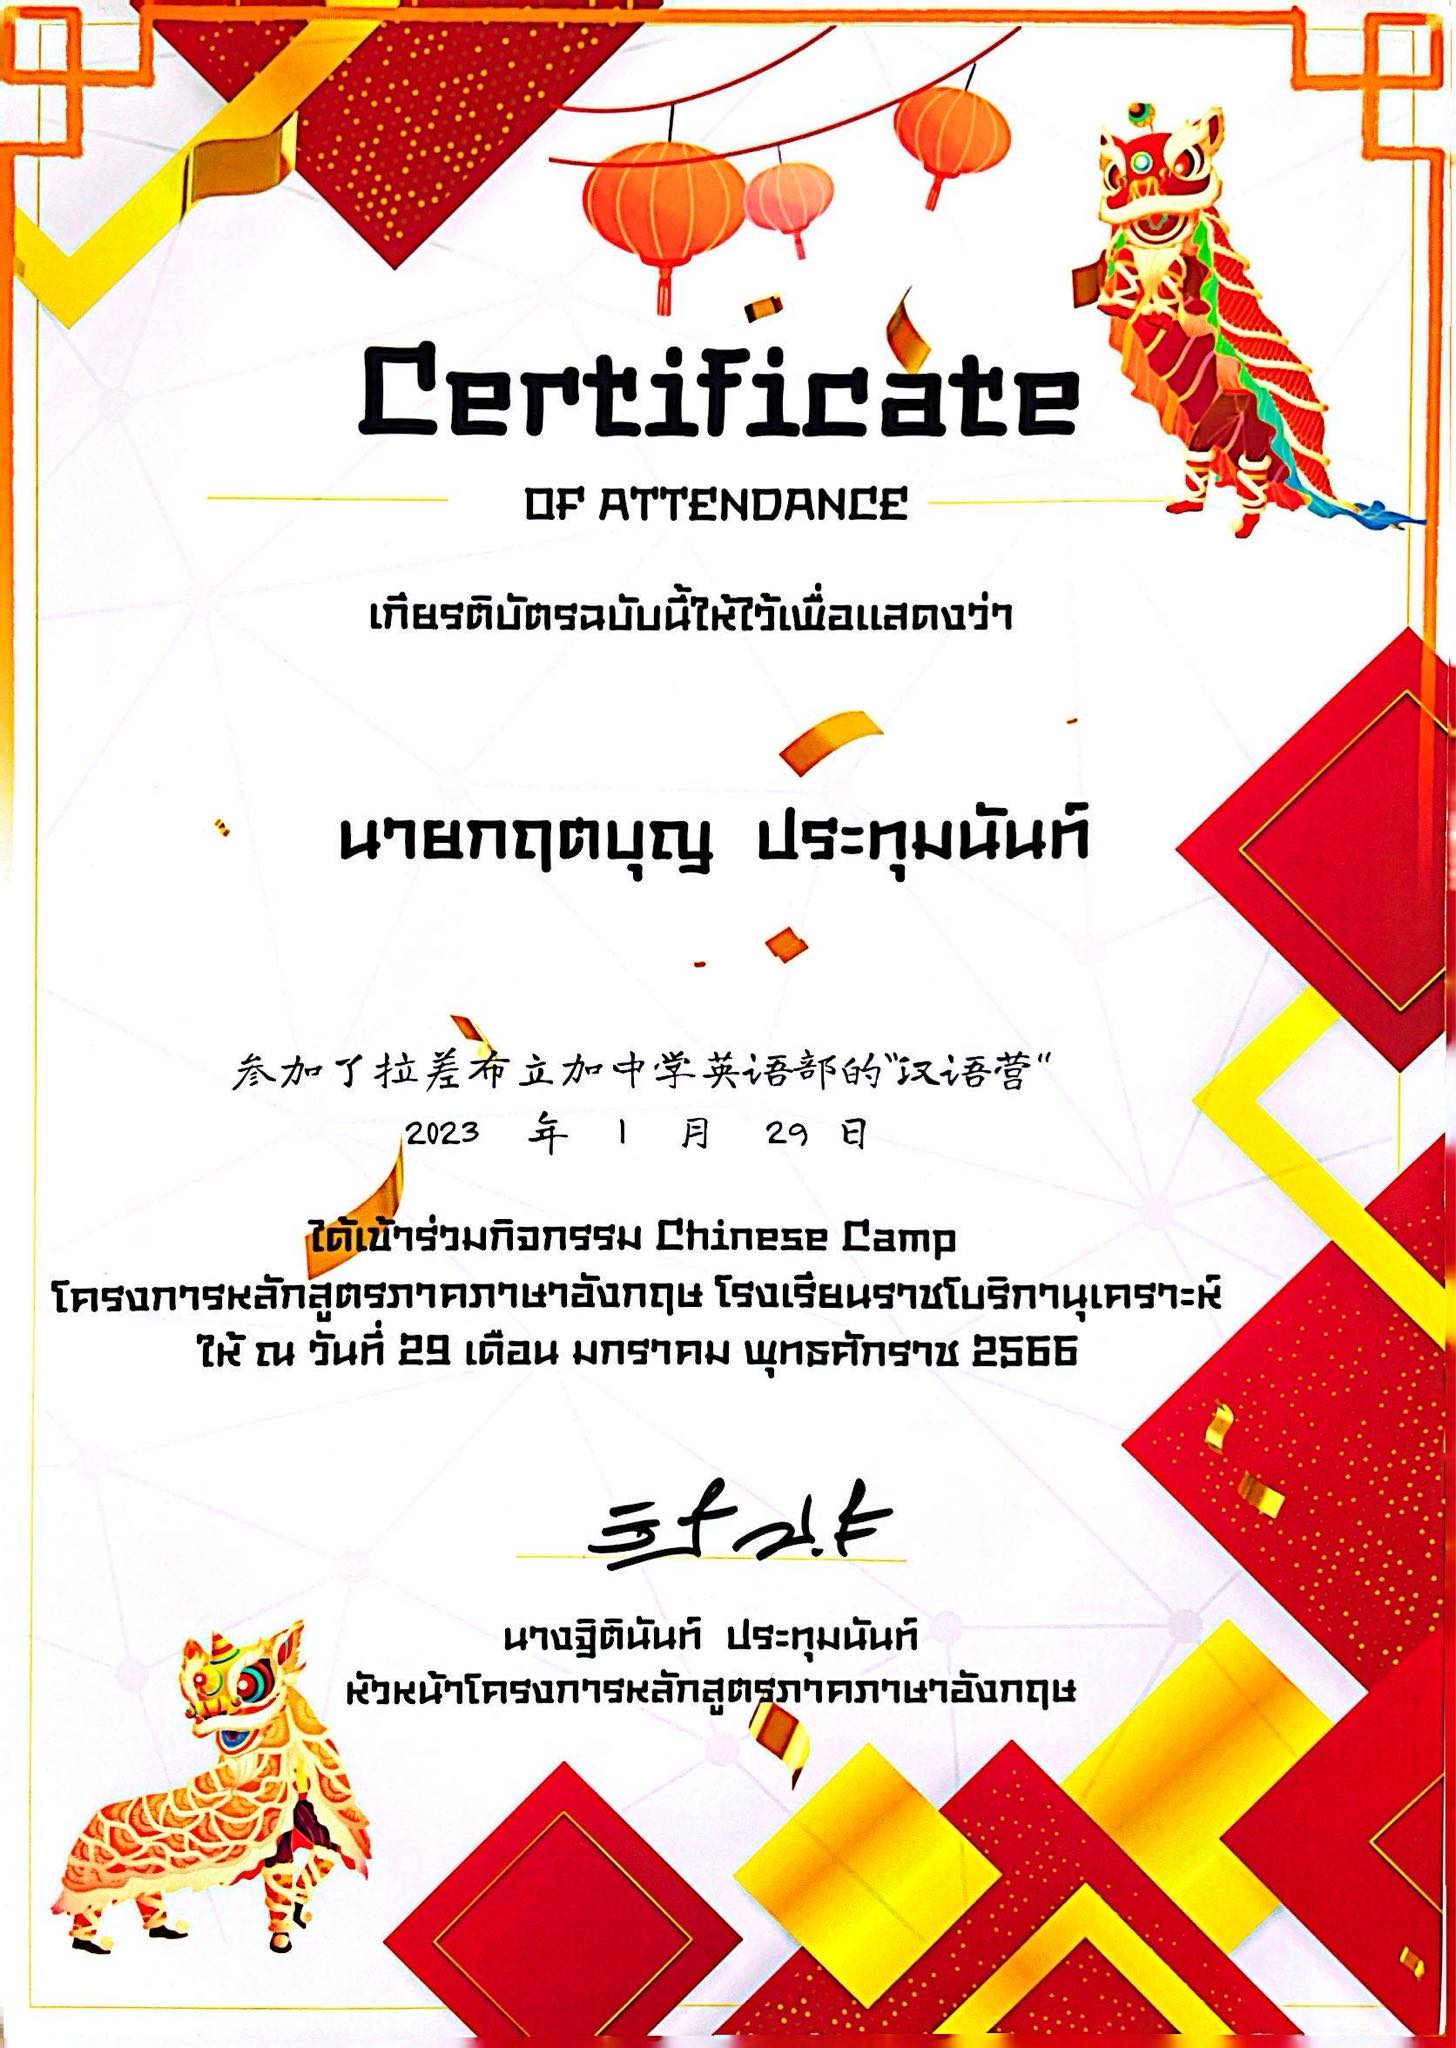 Certificate
OF ATTENDANCE
เกียรติบัตรฉบับนี้ให้ไว้เพื่อแสดงว่า
นายกฤตบุญ ประทุมนันท์
参加了拉差布立加中学英语部的"汉语营"
2023 年 1 月 29 日
ได้เข้าร่วมกิจกรรม Chinese Camp
โครงการหลักสูตรภาคภาษาอังกฤษ โรงเรียนราชโบริกานุเคราะห์
ให้ ณ วันที่ 29 เดือน มกราคม พุทธศักราช 2566
นางฐิตินันท์ ประทุมนันท์
หัวหน้าโครงการหลักสูตรภาคภาษาอังกฤษ